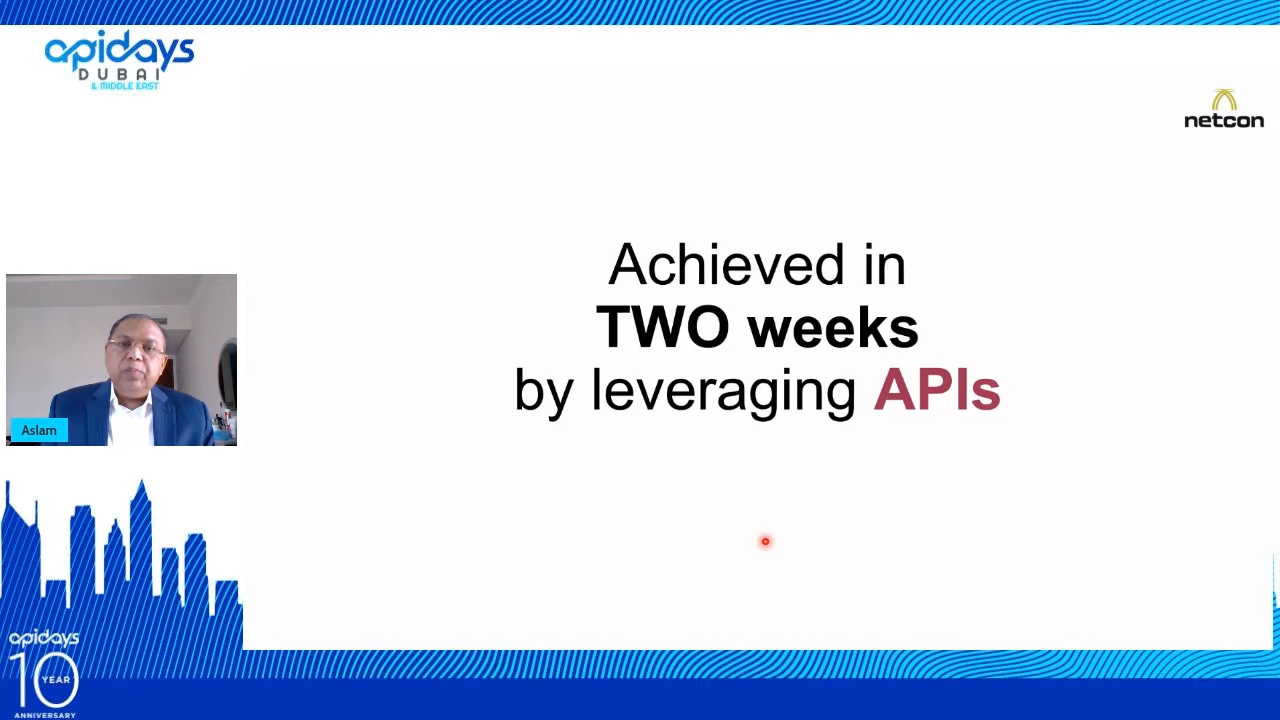 apidays
DUBAI
& MIDDLE EAST
netcon
Achieved in
TWO weeks
by leveraging APIs
Aslam
apidays
10
YEAR
ANNIVERSARY